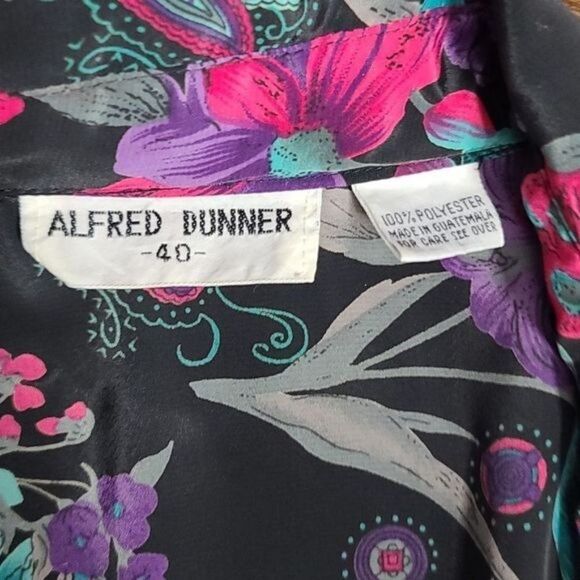 ALFRED DUNNER
-40-
100% POLYESTER
MADE IN GUATEMALA
FOR CARE SEE OVER